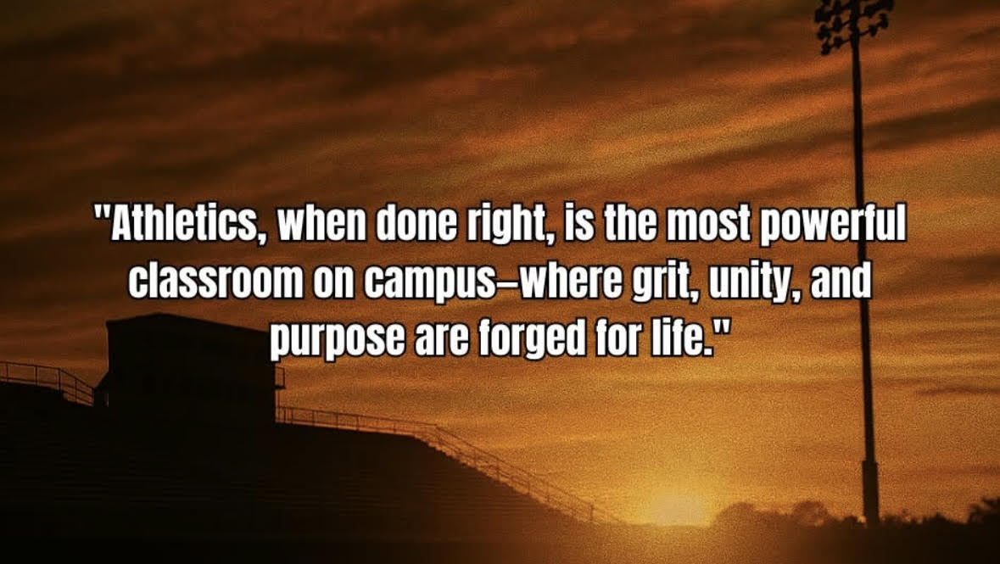 "Athletics, when done right, is the most powerful
classroom on campus—where grit, unity, and
purpose are forged for life."